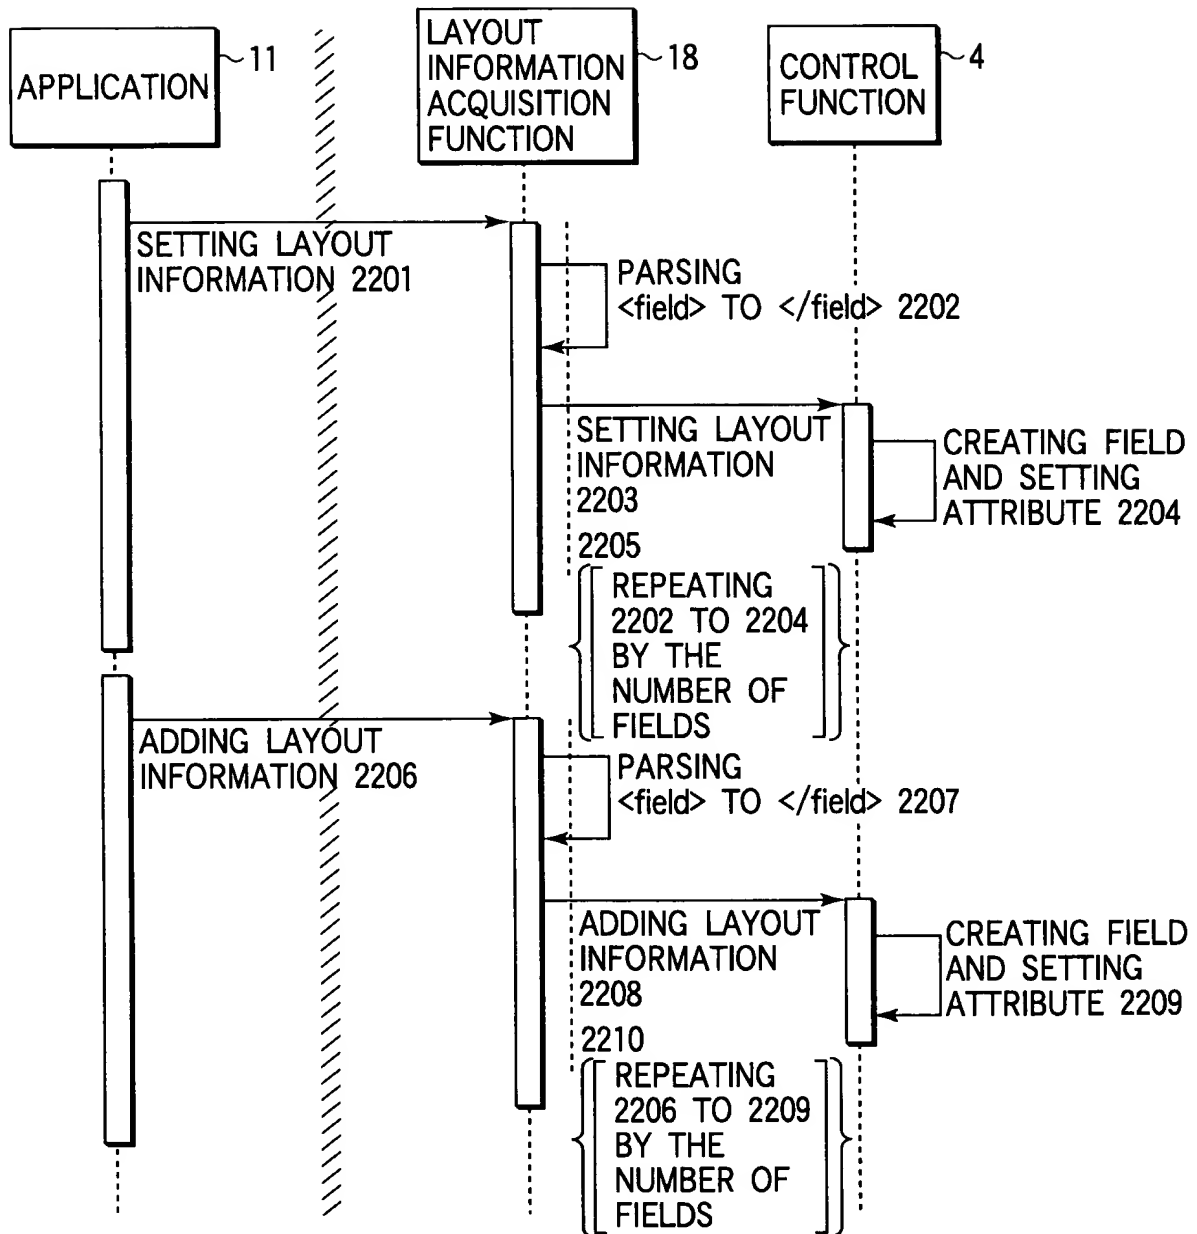 APPLICATION
11
LAYOUT
INFORMATION
ACQUISITION
FUNCTION
18
CONTROL
FUNCTION
4
SETTING LAYOUT
INFORMATION 2201
PARSING
<field> TO </field> 2202
SETTING LAYOUT
INFORMATION
2203
CREATING FIELD
AND SETTING
ATTRIBUTE 2204
2205
REPEATING
2202 TO 2204
BY THE
NUMBER OF
FIELDS
ADDING LAYOUT
INFORMATION 2206
PARSING
<field> TO </field> 2207
ADDING LAYOUT
INFORMATION
2208
CREATING FIELD
AND SETTING
ATTRIBUTE 2209
2210
REPEATING
2206 TO 2209
BY THE
NUMBER OF
FIELDS